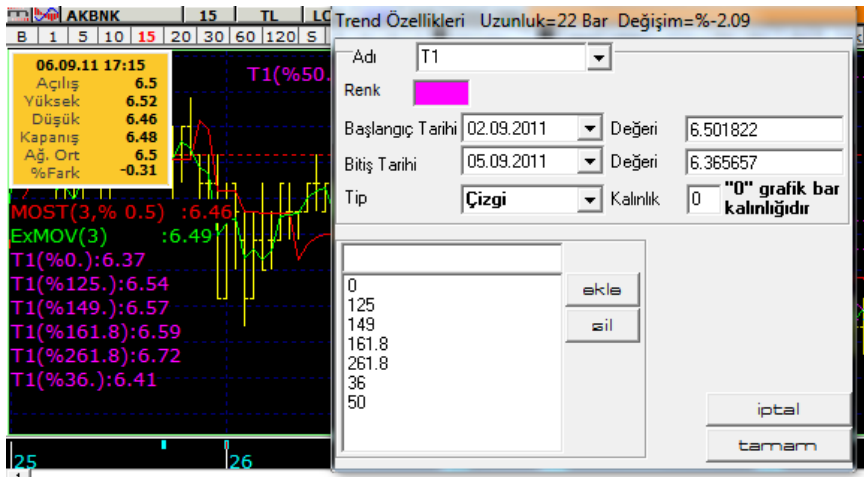 AKBNK 15 TL LC
B 1 5 10 15 20 30 60 120 S
06.09.11 17:15
Açılış 6.5
Yüksek 6.52
Düşük 6.46
Kapanış 6.48
Ağ. Ort 6.5
%Fark -0.31
T1(%50.
MOST(3,% 0.5) :6.46
ExMOV(3) :6.49
T1(%0.):6.37
T1(%125.):6.54
T1(%149.):6.57
T1(%161.8):6.59
T1(%261.8):6.72
T1(%36.):6.41
25 26
1
Trend Özellikleri Uzunluk=22 Bar Değişim=%-2.09
Adı T1
Renk
Başlangıç Tarihi 02.09.2011 Değeri 6.501822
Bitiş Tarihi 05.09.2011 Değeri 6.365657
Tip Çizgi Kalınlık 0 "0" grafik bar
kalınlığıdır
0
125
149
161.8
261.8
36
50
ekle
sil
iptal
tamam